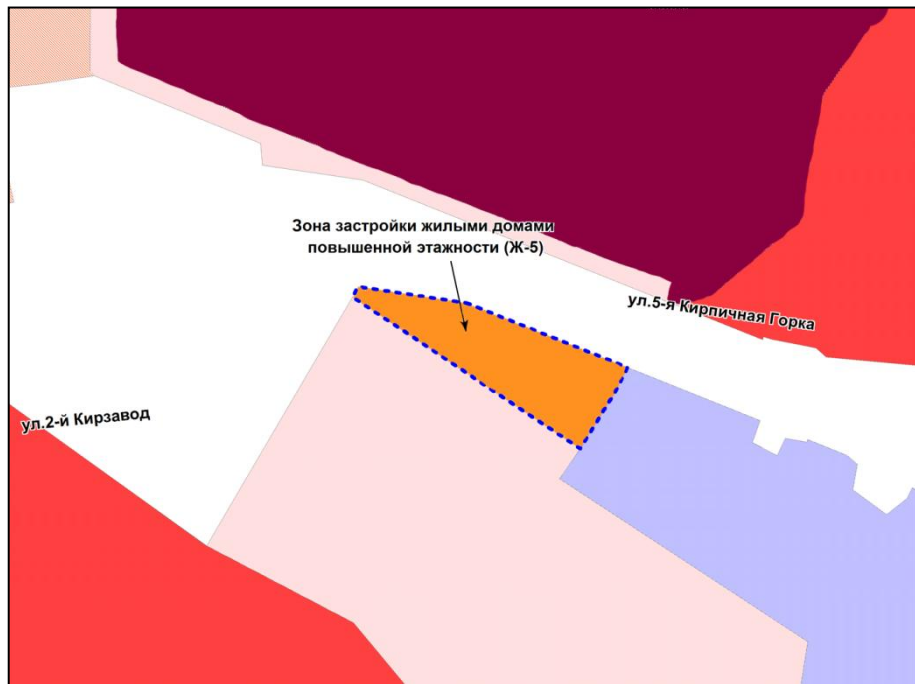 Зона застройки жилыми домами
повышенной этажности (Ж-5)
ул.5-я Кирпичная Горка
ул.2-й Кирзавод